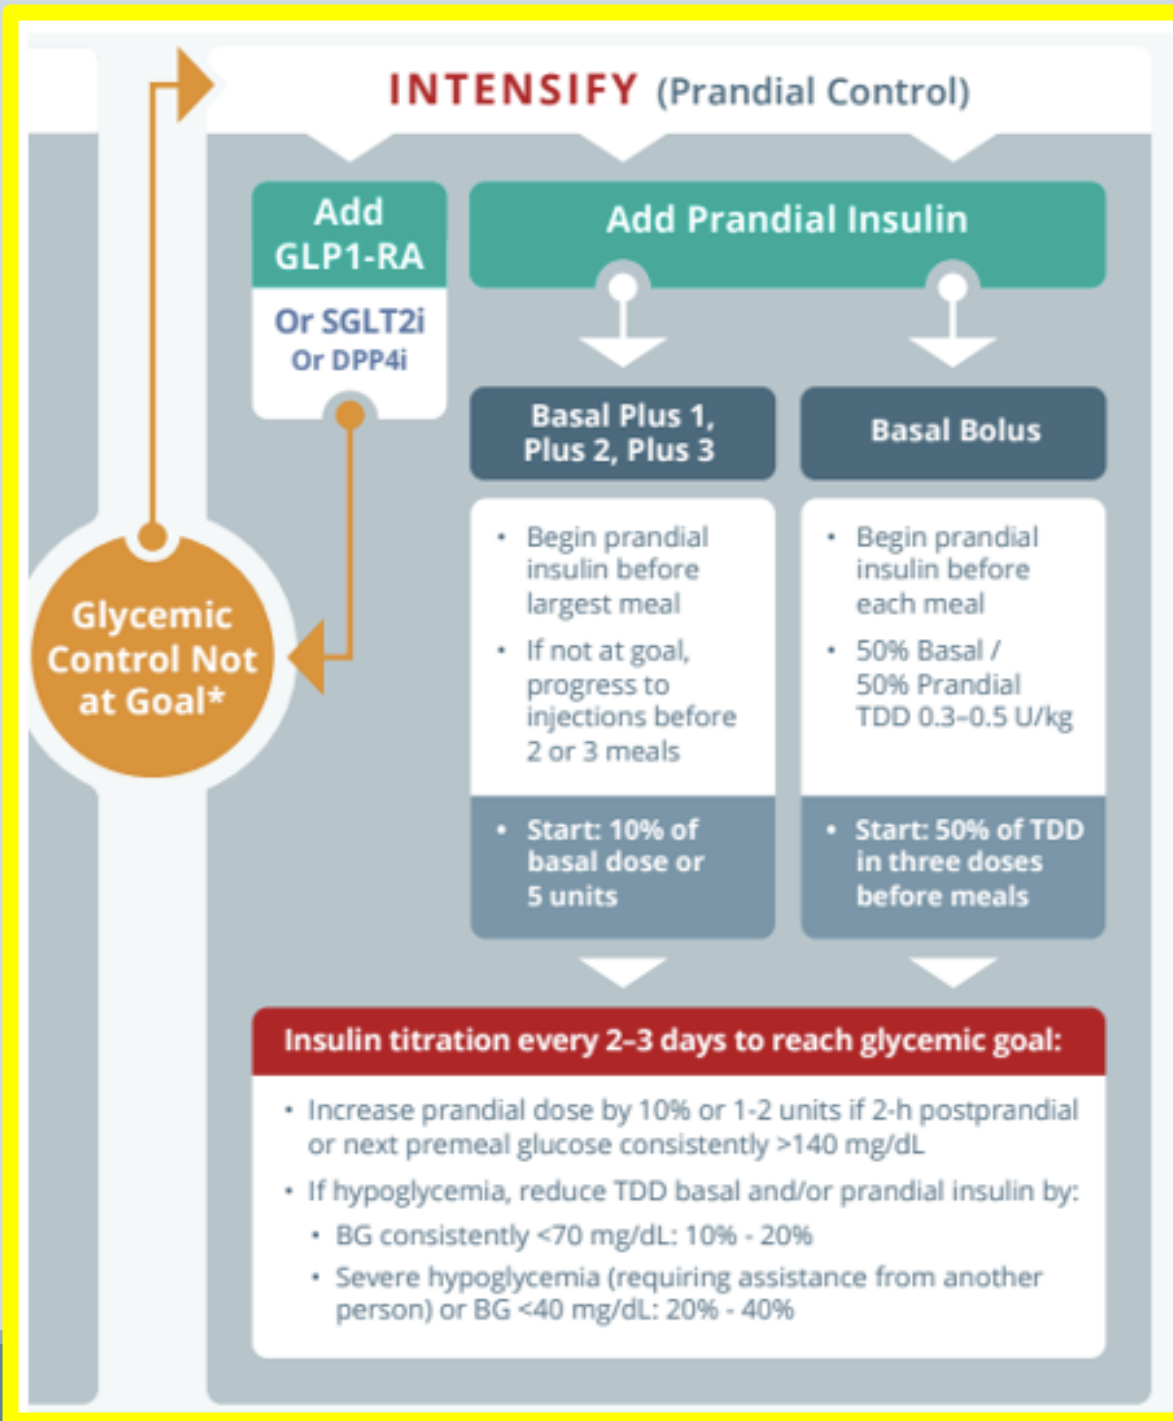 INTENSIFY (Prandial Control)
Add
GLP1-RA
Or SGLT2i
Or DPP4i
Glycemic
Control Not
at Goal*
Add Prandial Insulin
Basal Plus 1,
Plus 2, Plus 3
• Begin prandial
insulin before
largest meal
• If not at goal,
progress to
injections before
2 or 3 meals
• Start: 10% of
basal dose or
5 units
Basal Bolus
• Begin prandial
insulin before
each meal
• 50% Basal /
50% Prandial
TDD 0.3–0.5 U/kg
• Start: 50% of TDD
in three doses
before meals
Insulin titration every 2–3 days to reach glycemic goal:
• Increase prandial dose by 10% or 1-2 units if 2-h postprandial
or next premeal glucose consistently >140 mg/dL
• If hypoglycemia, reduce TDD basal and/or prandial insulin by:
• BG consistently <70 mg/dL: 10% - 20%
• Severe hypoglycemia (requiring assistance from another
person) or BG <40 mg/dL: 20% - 40%